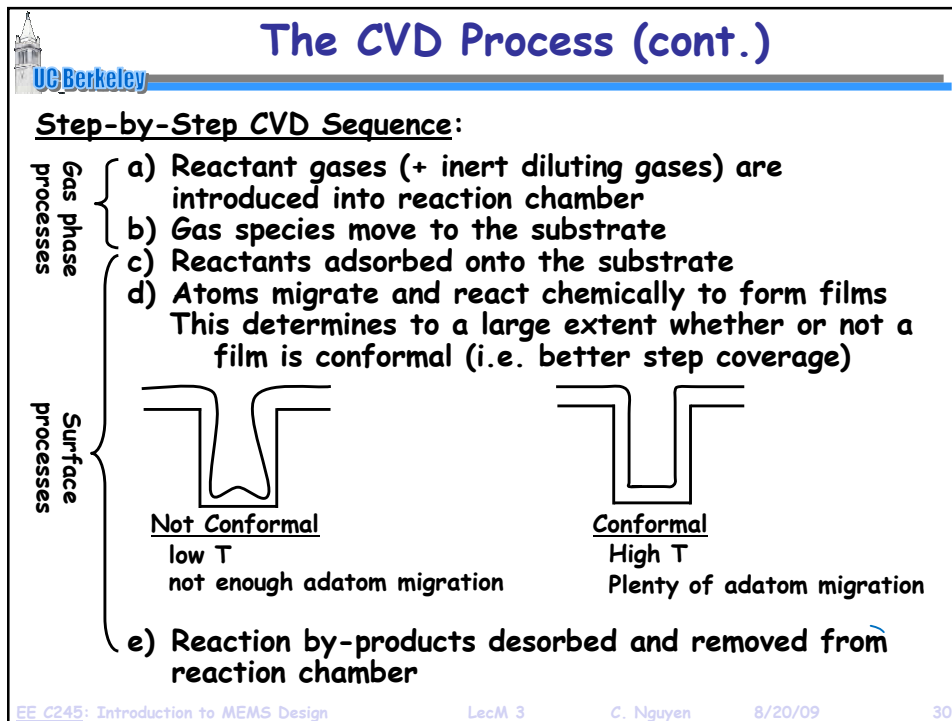 The CVD Process (cont.)
UC Berkeley
Step-by-Step CVD Sequence:
Gas phase
processes
a) Reactant gases (+ inert diluting gases) are
introduced into reaction chamber
b) Gas species move to the substrate
c) Reactants adsorbed onto the substrate
d) Atoms migrate and react chemically to form films
This determines to a large extent whether or not a
film is conformal (i.e. better step coverage)
Surface
processes
Not Conformal
low T
not enough adatom migration
Conformal
High T
Plenty of adatom migration
e) Reaction by-products desorbed and removed from
reaction chamber
EE C245: Introduction to MEMS Design LecM 3 C. Nguyen 8/20/09 30